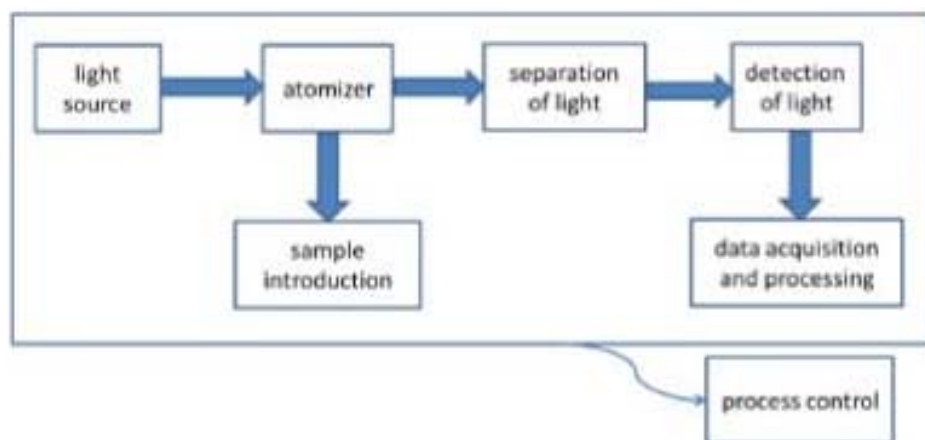 light
source
atomizer
separation
of light
detection
of light
sample
introduction
data acquisition
and processing
process control